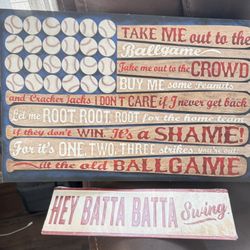 TAKE ME out to the
Ballgame
Take me out to the CROWD
BUY ME some peanuts
and Cracker Jacks I DON'T CARE if I never get back
Let me ROOT, ROOT, ROOT for the home team
if they don't WIN. It's a SHAME!
For it's ONE, TWO, THREE strikes, you're out!
at the old BALLGAME
HEY BATTA BATTA Swing.